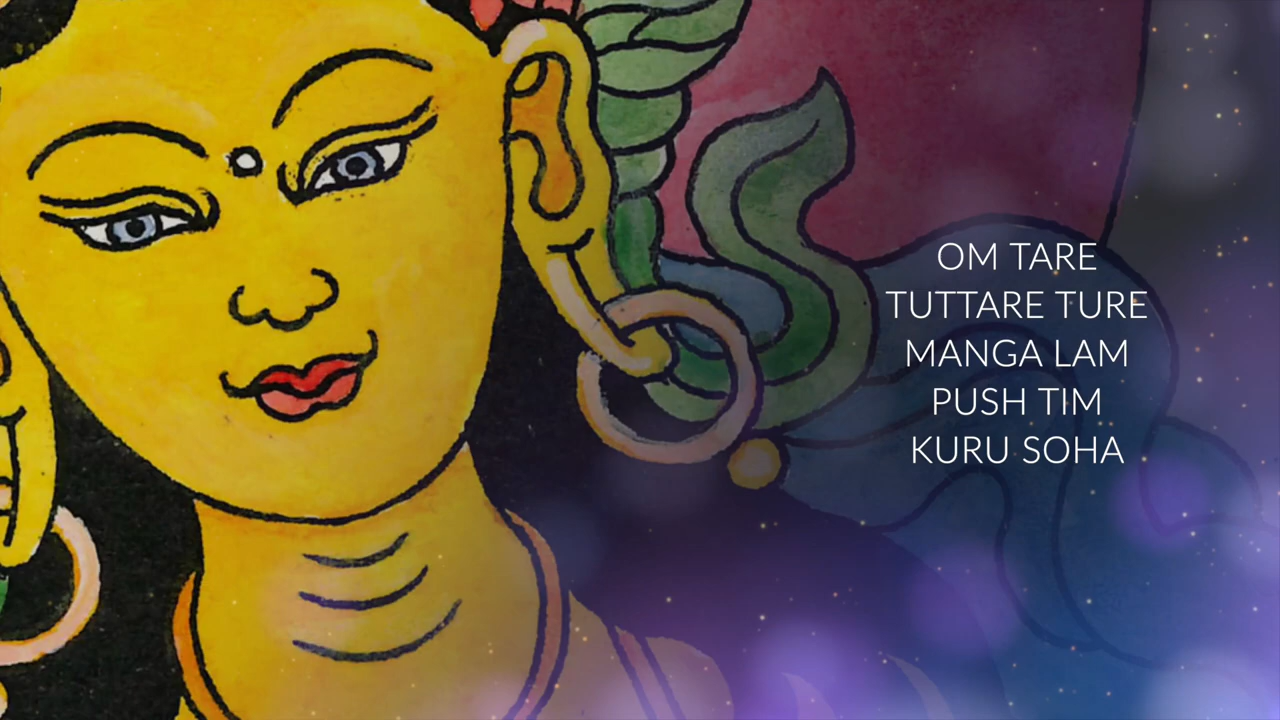 OM TARE
TUTTARE TURE
MANGA LAM
PUSH TIM
KURU SOHA